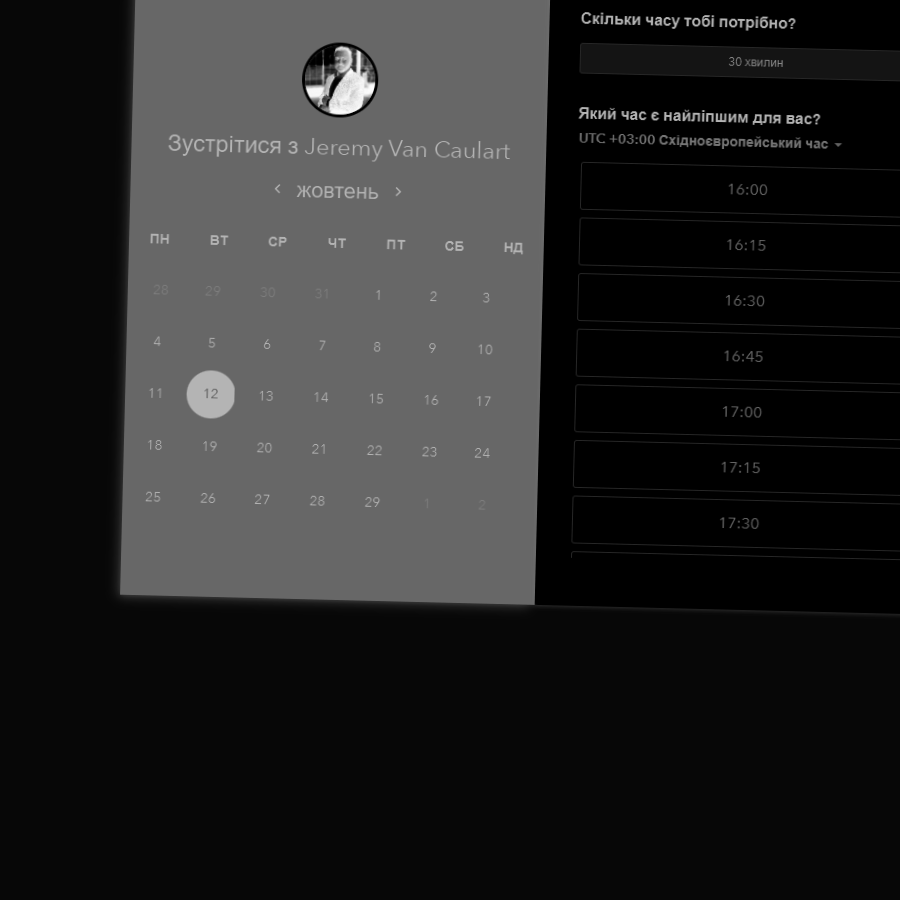 Зустрітися з Jeremy Van Caulart
‹ жовтень ›
ПН ВТ СР ЧТ ПТ СБ НД
28 29 30 31 1 2 3
4 5 6 7 8 9 10
11 12 13 14 15 16 17
18 19 20 21 22 23 24
25 26 27 28 29 1 2
Скільки часу тобі потрібно?
30 хвилин
Який час є найліпшим для вас?
UTC +03:00 Східноєвропейський час
16:00
16:15
16:30
16:45
17:00
17:15
17:30